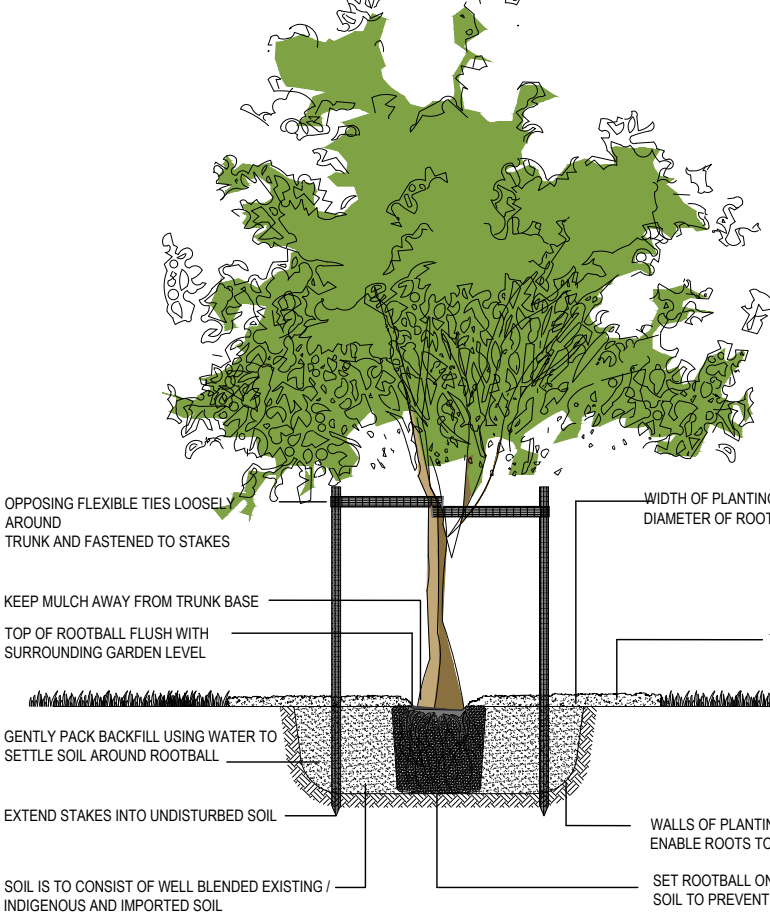 OPPOSING FLEXIBLE TIES LOOSELY
AROUND
TRUNK AND FASTENED TO STAKES
KEEP MULCH AWAY FROM TRUNK BASE
TOP OF ROOTBALL FLUSH WITH
SURROUNDING GARDEN LEVEL
GENTLY PACK BACKFILL USING WATER TO
SETTLE SOIL AROUND ROOTBALL
EXTEND STAKES INTO UNDISTURBED SOIL
SOIL IS TO CONSIST OF WELL BLENDED EXISTING /
INDIGENOUS AND IMPORTED SOIL
WIDTH OF PLANTING
DIAMETER OF ROOT
WALLS OF PLANTIN
ENABLE ROOTS TO
SET ROOTBALL ON
SOIL TO PREVENT